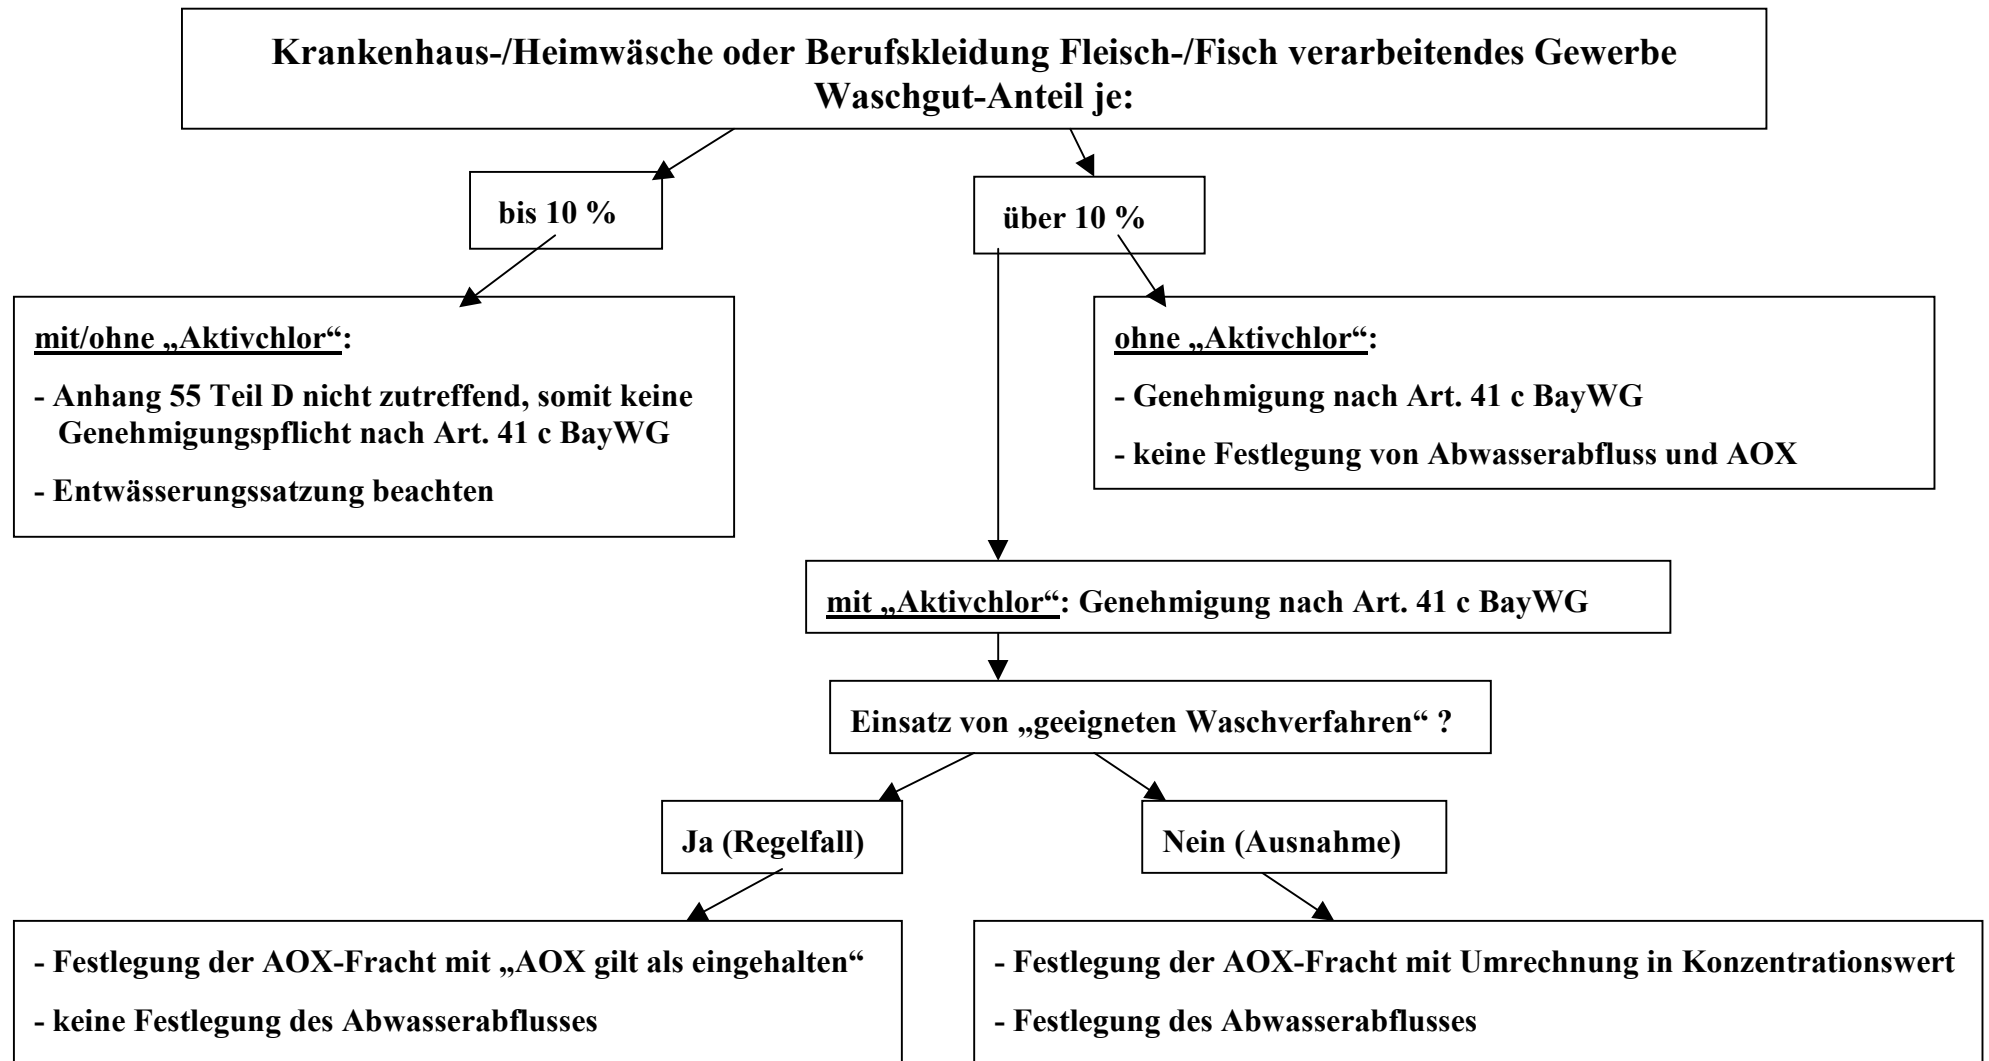 Krankenhaus-/Heimwäsche oder Berufskleidung Fleisch-/Fisch verarbeitendes Gewerbe
Waschgut-Anteil je:
bis 10 %
über 10 %
mit/ohne „Aktivchlor“:
- Anhang 55 Teil D nicht zutreffend, somit keine
Genehmigungspflicht nach Art. 41 c BayWG
- Entwässerungssatzung beachten
ohne „Aktivchlor“:
- Genehmigung nach Art. 41 c BayWG
- keine Festlegung von Abwasserabfluss und AOX
mit „Aktivchlor“: Genehmigung nach Art. 41 c BayWG
Einsatz von „geeigneten Waschverfahren“ ?
Ja (Regelfall)
Nein (Ausnahme)
- Festlegung der AOX-Fracht mit „AOX gilt als eingehalten“
- keine Festlegung des Abwasserabflusses
- Festlegung der AOX-Fracht mit Umrechnung in Konzentrationswert
- Festlegung des Abwasserabflusses